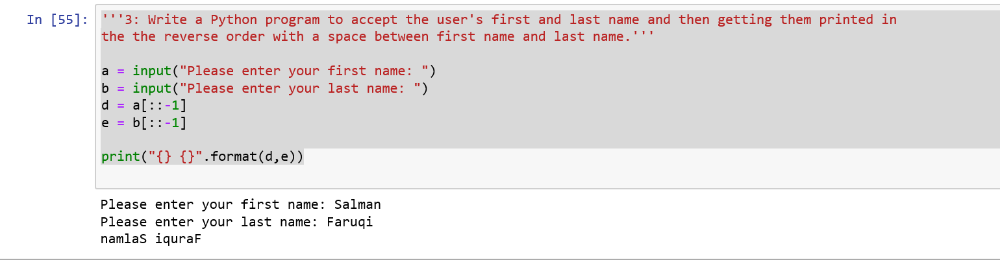 In [55]: '''3: Write a Python program to accept the user's first and last name and then getting them printed in
the the reverse order with a space between first name and last name.'''
a = input("Please enter your first name: ")
b = input("Please enter your last name: ")
d = a[::-1]
e = b[::-1]
print("{} {}".format(d,e))
Please enter your first name: Salman
Please enter your last name: Faruqi
namlaS iquraF